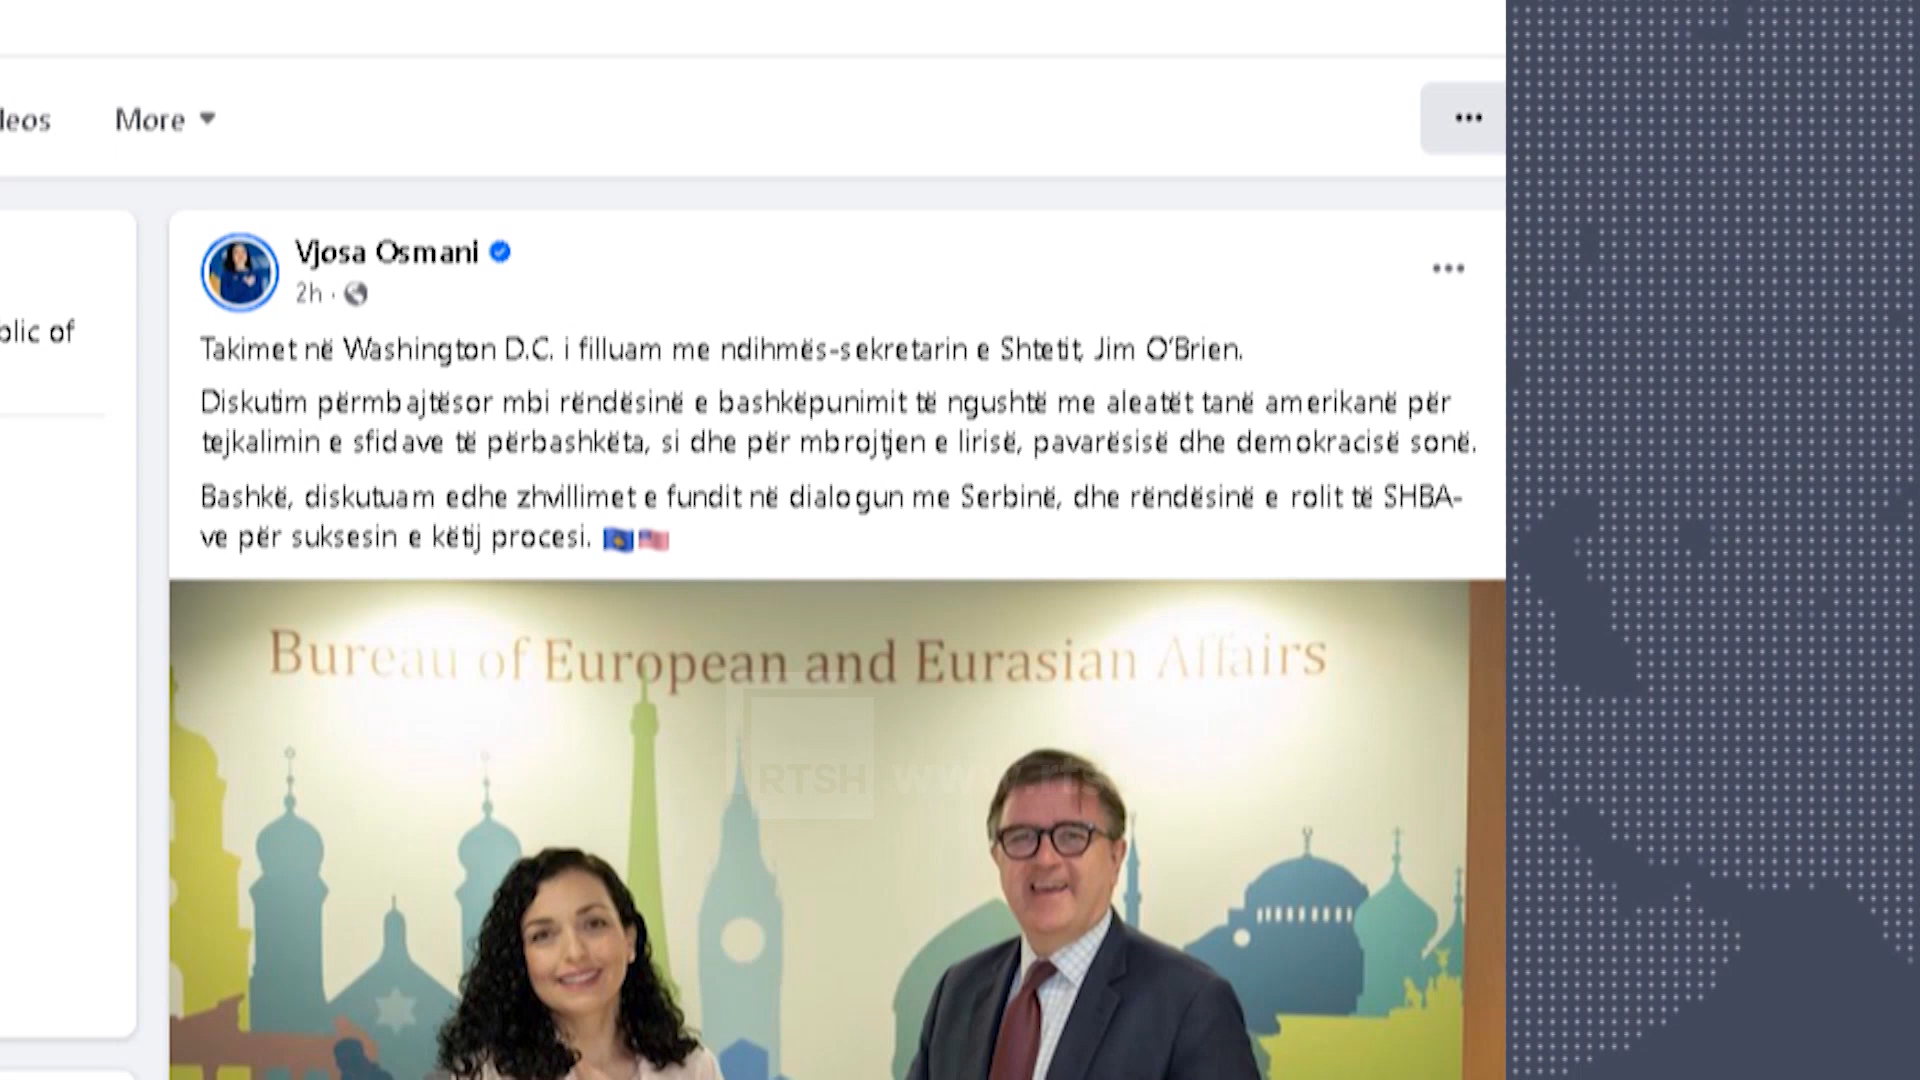 More
Vjosa Osmani
2h ·
blic of
Takimet në Washington D.C. i filluam me ndihmës-sekretarin e Shtetit, Jim O’Brien.
Diskutim përmbajtësor mbi rëndësinë e bashkëpunimit të ngushtë me aleatët tanë amerikanë për
tejkalimin e sfidave të përbashkëta, si dhe për mbrojtjen e lirisë, pavarësisë dhe demokracisë sonë.
Bashkë, diskutuam edhe zhvillimet e fundit në dialogun me Serbinë, dhe rëndësinë e rolit të SHBA-
ve për suksesin e këtij procesi.
Bureau of European and Eurasian Affairs
RTSH